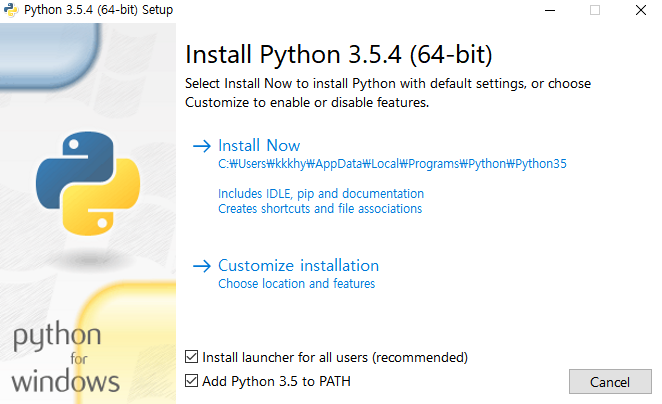 Python 3.5.4 (64-bit) Setup
Install Python 3.5.4 (64-bit)
Select Install Now to install Python with default settings, or choose
Customize to enable or disable features.
Install Now
C:₩Users₩kkkhy₩AppData₩Local₩Programs₩Python₩Python35
Includes IDLE, pip and documentation
Creates shortcuts and file associations
Customize installation
Choose location and features
python
for
windows
Install launcher for all users (recommended)
Add Python 3.5 to PATH
Cancel